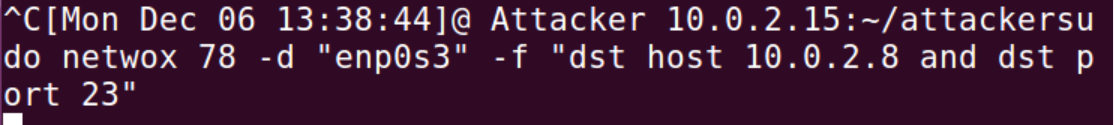 ^C[Mon Dec 06 13:38:44]@ Attacker 10.0.2.15:~/attackersu
do netwox 78 -d "enp0s3" -f "dst host 10.0.2.8 and dst p
ort 23"